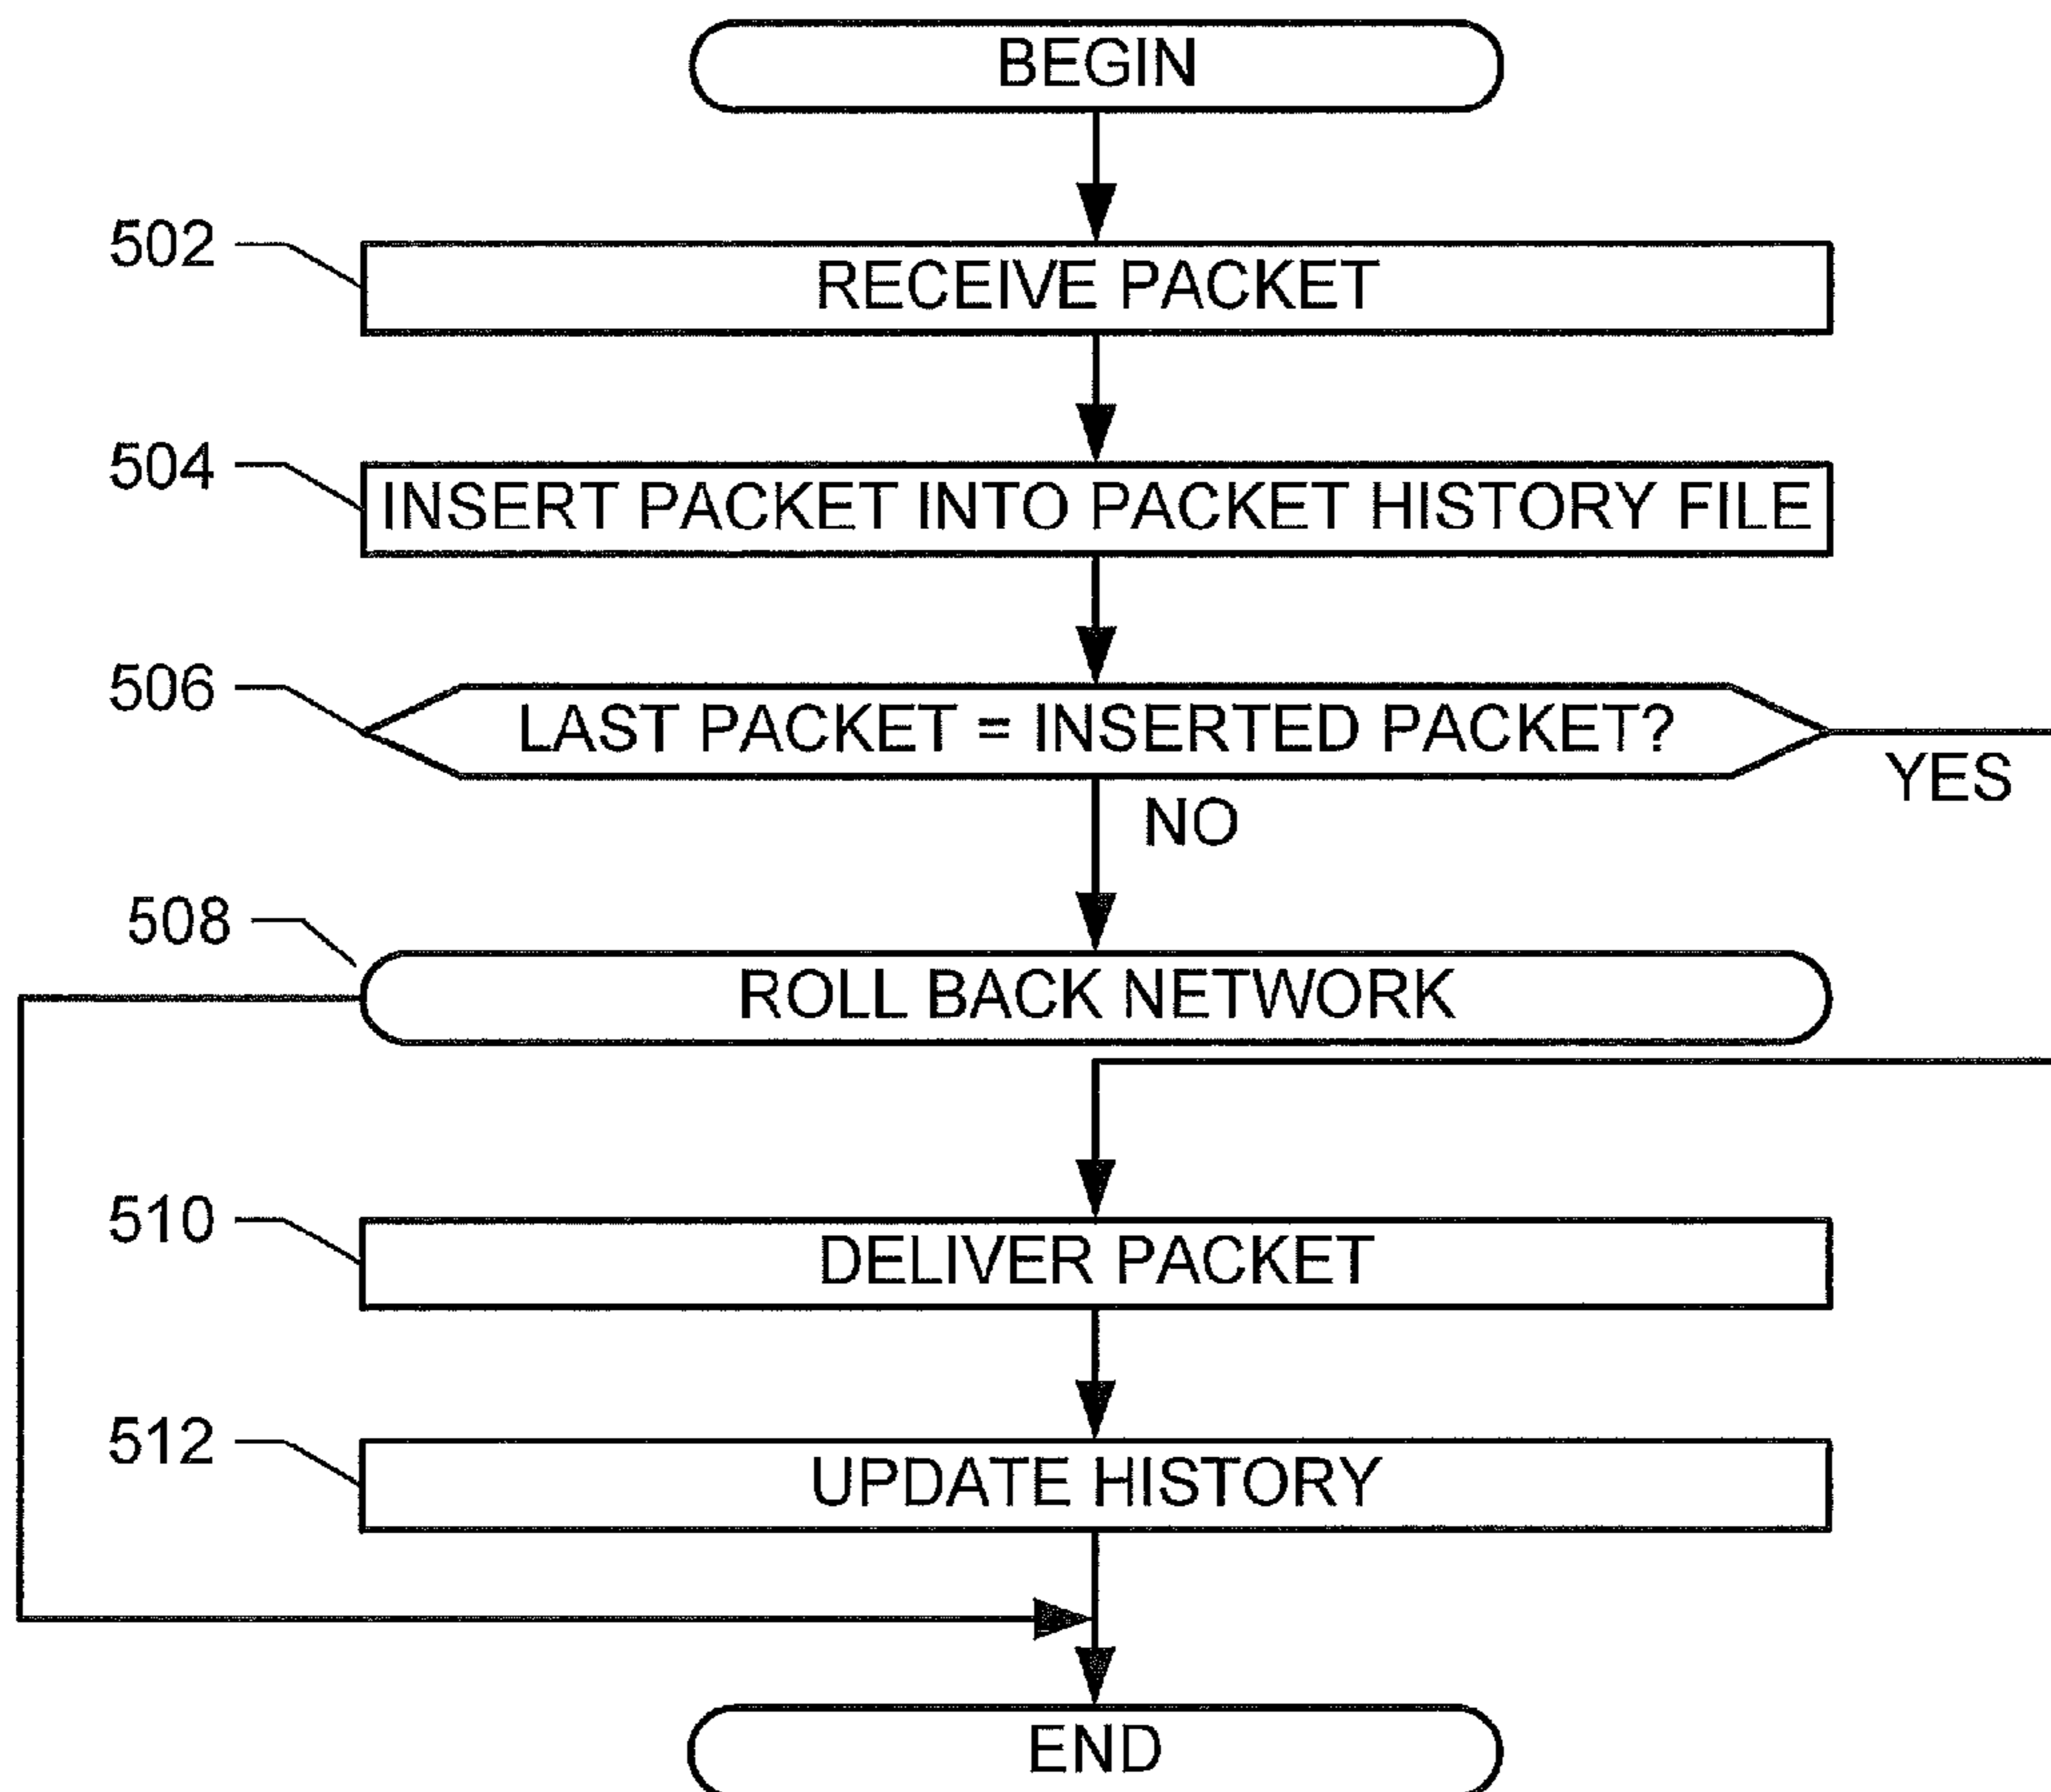 BEGIN
502
RECEIVE PACKET
504
INSERT PACKET INTO PACKET HISTORY FILE
506
LAST PACKET = INSERTED PACKET?
YES
NO
508
ROLL BACK NETWORK
510
DELIVER PACKET
512
UPDATE HISTORY
END